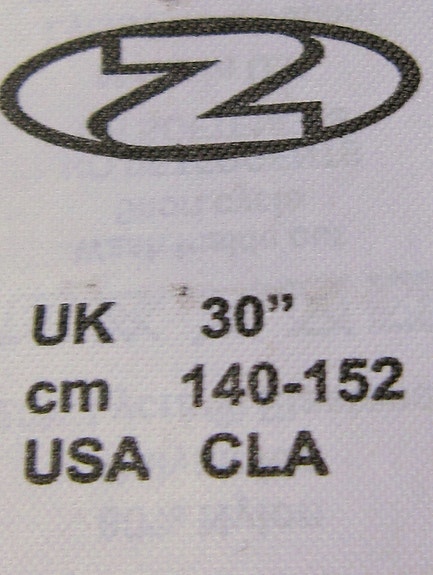 Z
UK 30”
cm 140-152
USA CLA